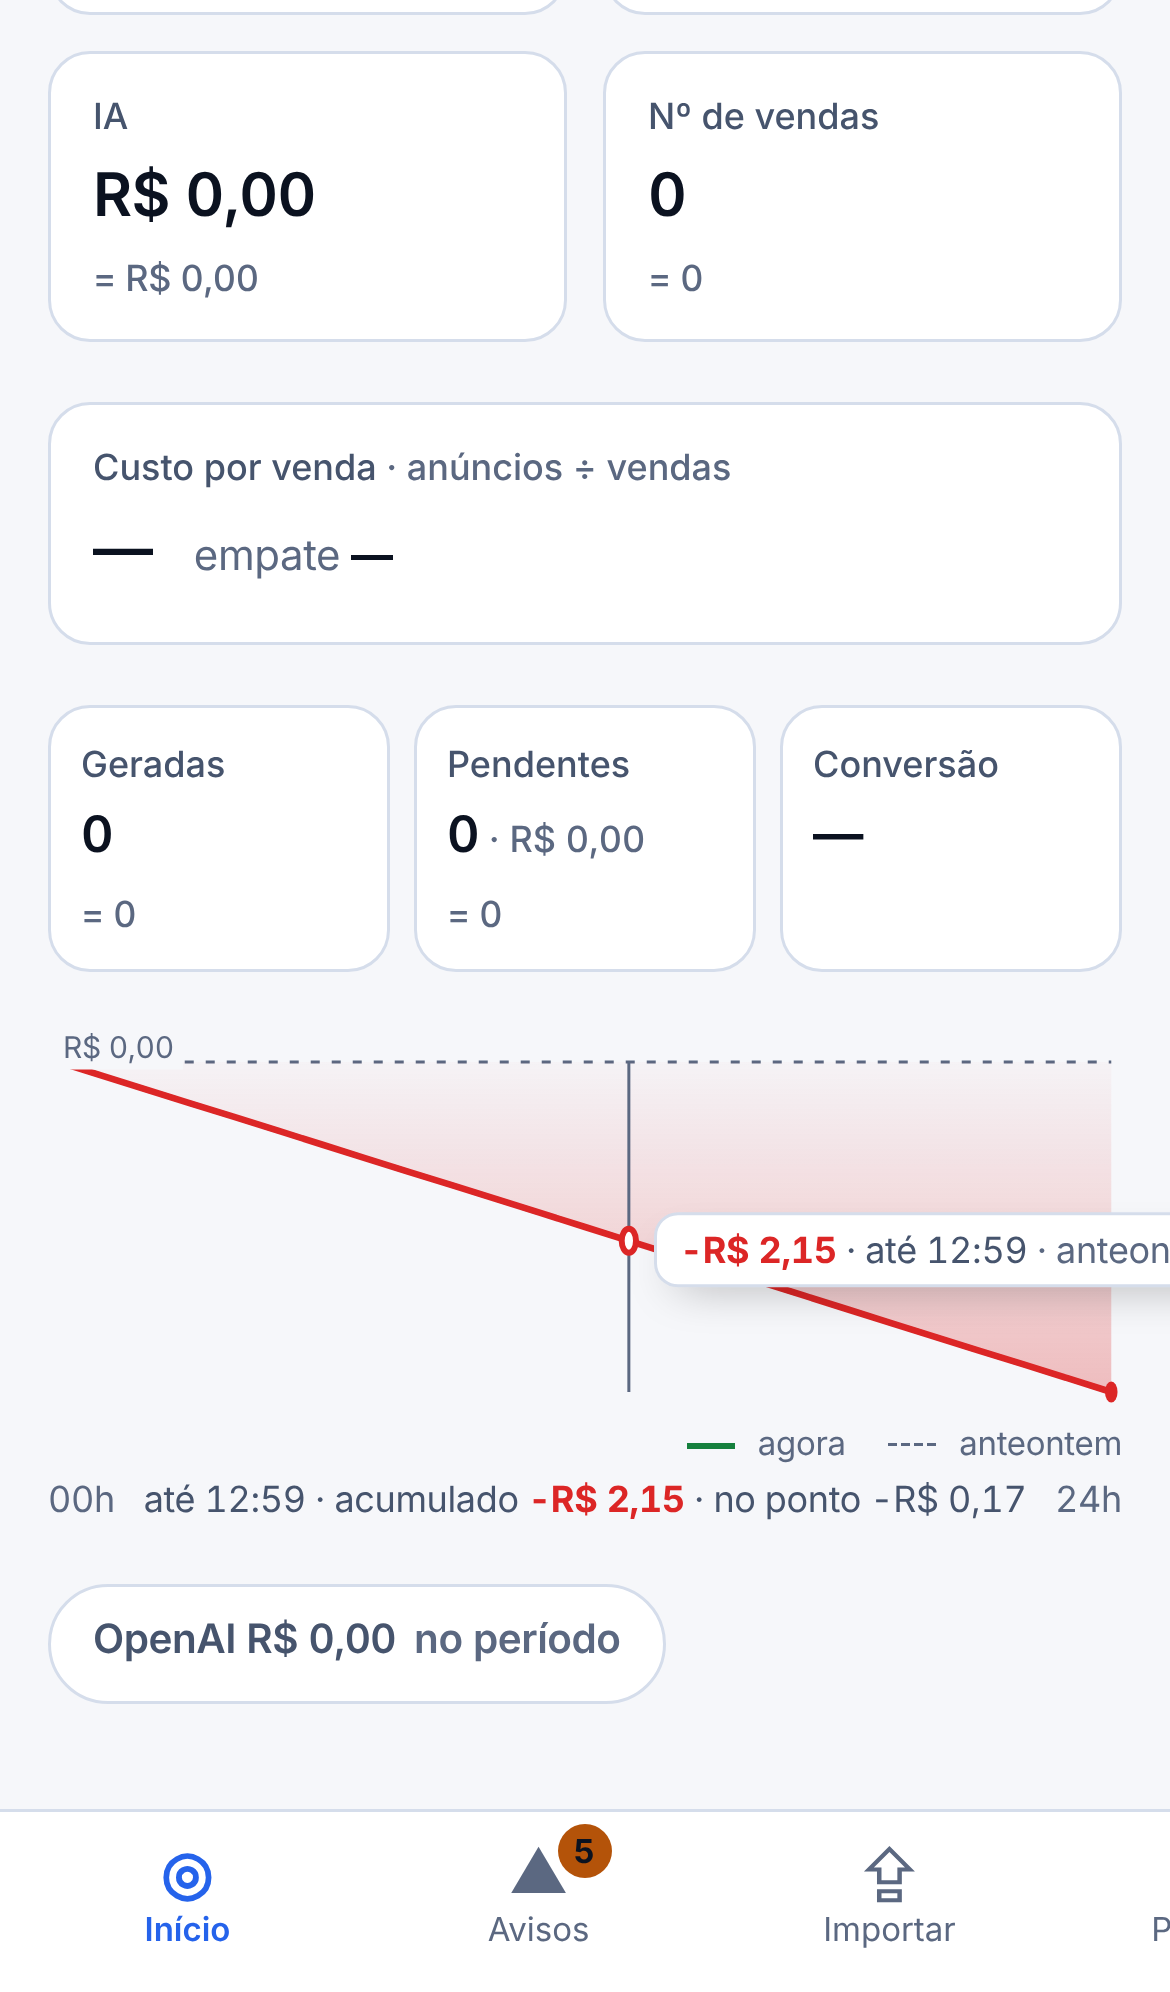 IA
R$ 0,00
= R$ 0,00
Nº de vendas
0
= 0
Custo por venda · anúncios ÷ vendas
— empate —
Geradas
0
= 0
Pendentes
0 · R$ 0,00
= 0
Conversão
—
R$ 0,00
-R$ 2,15 · até 12:59 · anteon
agora
anteontem
00h até 12:59 · acumulado -R$ 2,15 · no ponto -R$ 0,17 24h
OpenAI R$ 0,00 no período
5
Início
Avisos
Importar
P